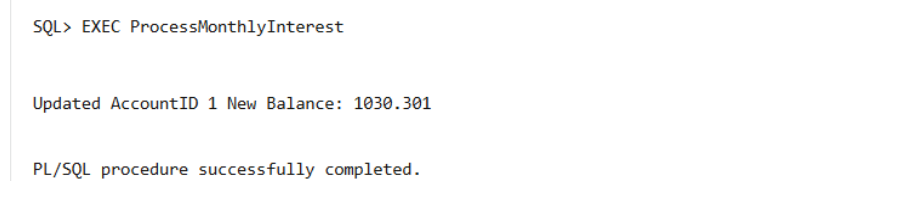 SQL> EXEC ProcessMonthlyInterest
Updated AccountID 1 New Balance: 1030.301
PL/SQL procedure successfully completed.